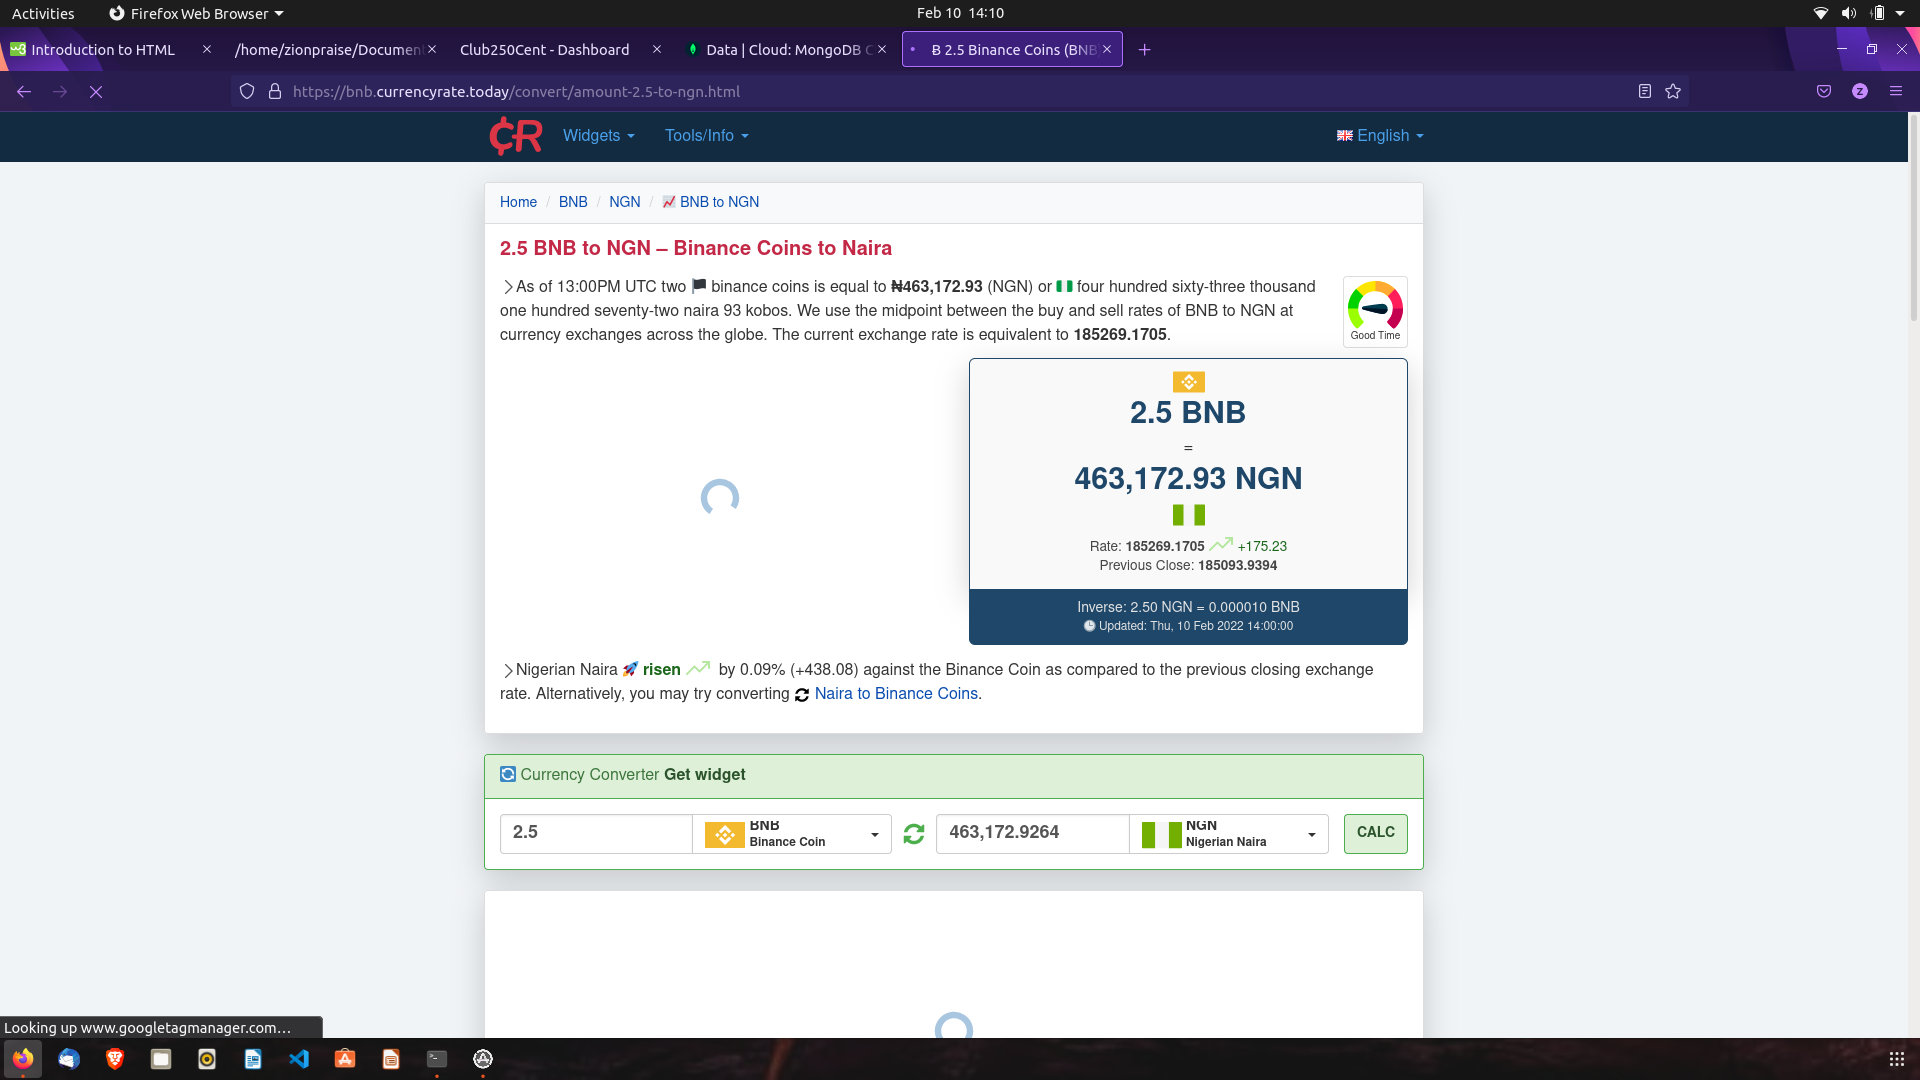 Activities
Firefox Web Browser
Feb 10 14:10
Introduction to HTML
/home/zionpraise/Documen
Club250Cent - Dashboard
Data | Cloud: MongoDB C
Ƀ 2.5 Binance Coins (BNB)
https://bnb.currencyrate.today/convert/amount-2.5-to-ngn.html
Z
¢R
Widgets
Tools/Info
English
Home / BNB / NGN / BNB to NGN
2.5 BNB to NGN – Binance Coins to Naira
As of 13:00PM UTC two binance coins is equal to ₦463,172.93 (NGN) or four hundred sixty-three thousand
one hundred seventy-two naira 93 kobos. We use the midpoint between the buy and sell rates of BNB to NGN at
currency exchanges across the globe. The current exchange rate is equivalent to 185269.1705.
Good Time
2.5 BNB
=
463,172.93 NGN
Rate: 185269.1705 +175.23
Previous Close: 185093.9394
Inverse: 2.50 NGN = 0.000010 BNB
Updated: Thu, 10 Feb 2022 14:00:00
Nigerian Naira risen by 0.09% (+438.08) against the Binance Coin as compared to the previous closing exchange
rate. Alternatively, you may try converting Naira to Binance Coins.
Currency Converter Get widget
2.5
BNB
Binance Coin
463,172.9264
NGN
Nigerian Naira
CALC
Looking up www.googletagmanager.com…